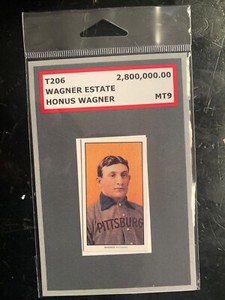 T206 2,800,000.00
WAGNER ESTATE
HONUS WAGNER MT9
PITTSBURG